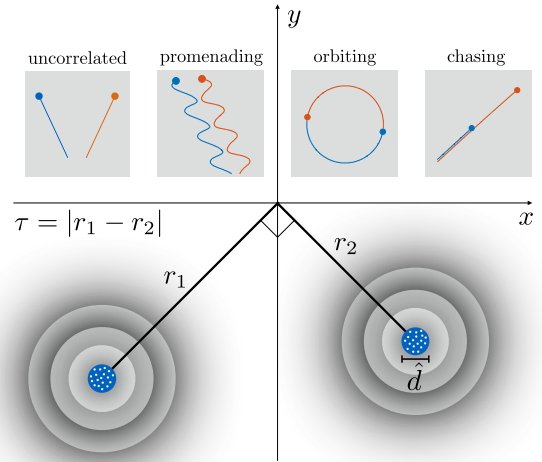 y
uncorrelated promenading orbiting chasing
x
τ = |r₁ − r₂|
r₂
r₁
d̂